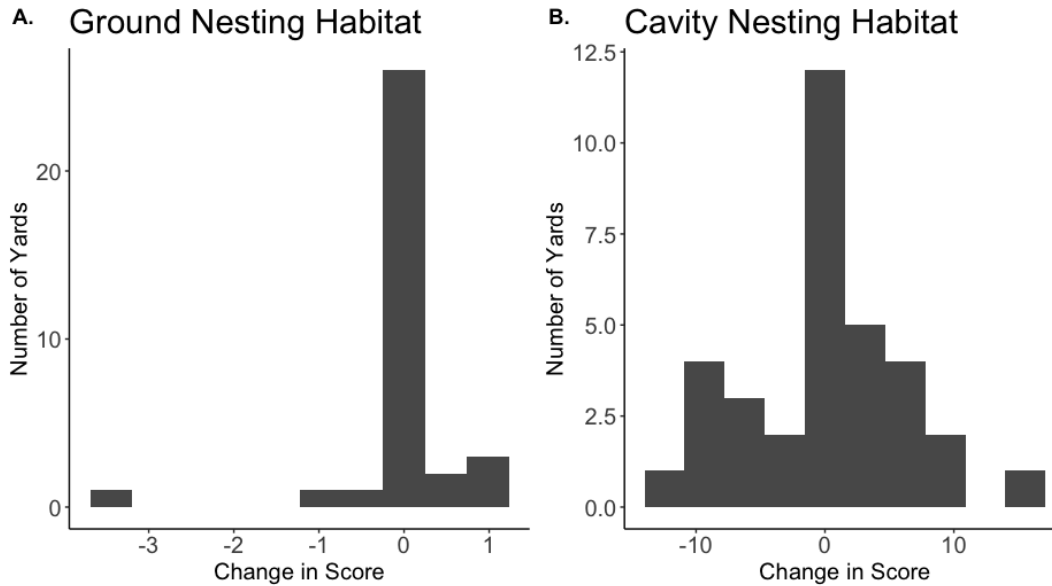 A. Ground Nesting Habitat
Number of Yards
20
10
0
-3 -2 -1 0 1
Change in Score
B. Cavity Nesting Habitat
Number of Yards
12.5
10.0
7.5
5.0
2.5
0.0
-10 0 10
Change in Score